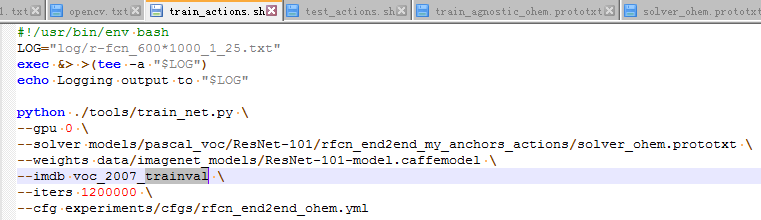 1.txt opencv.txt train_actions.sh test_actions.sh train_agnostic_ohem.prototxt solver_ohem.prototxt
#!/usr/bin/env bash
LOG="log/r-fcn_600*1000_1_25.txt"
exec &> >(tee -a "$LOG")
echo Logging output to "$LOG"
python ./tools/train_net.py \
--gpu 0 \
--solver models/pascal_voc/ResNet-101/rfcn_end2end_my_anchors_actions/solver_ohem.prototxt \
--weights data/imagenet_models/ResNet-101-model.caffemodel \
--imdb voc_2007_trainval \
--iters 1200000 \
--cfg experiments/cfgs/rfcn_end2end_ohem.yml